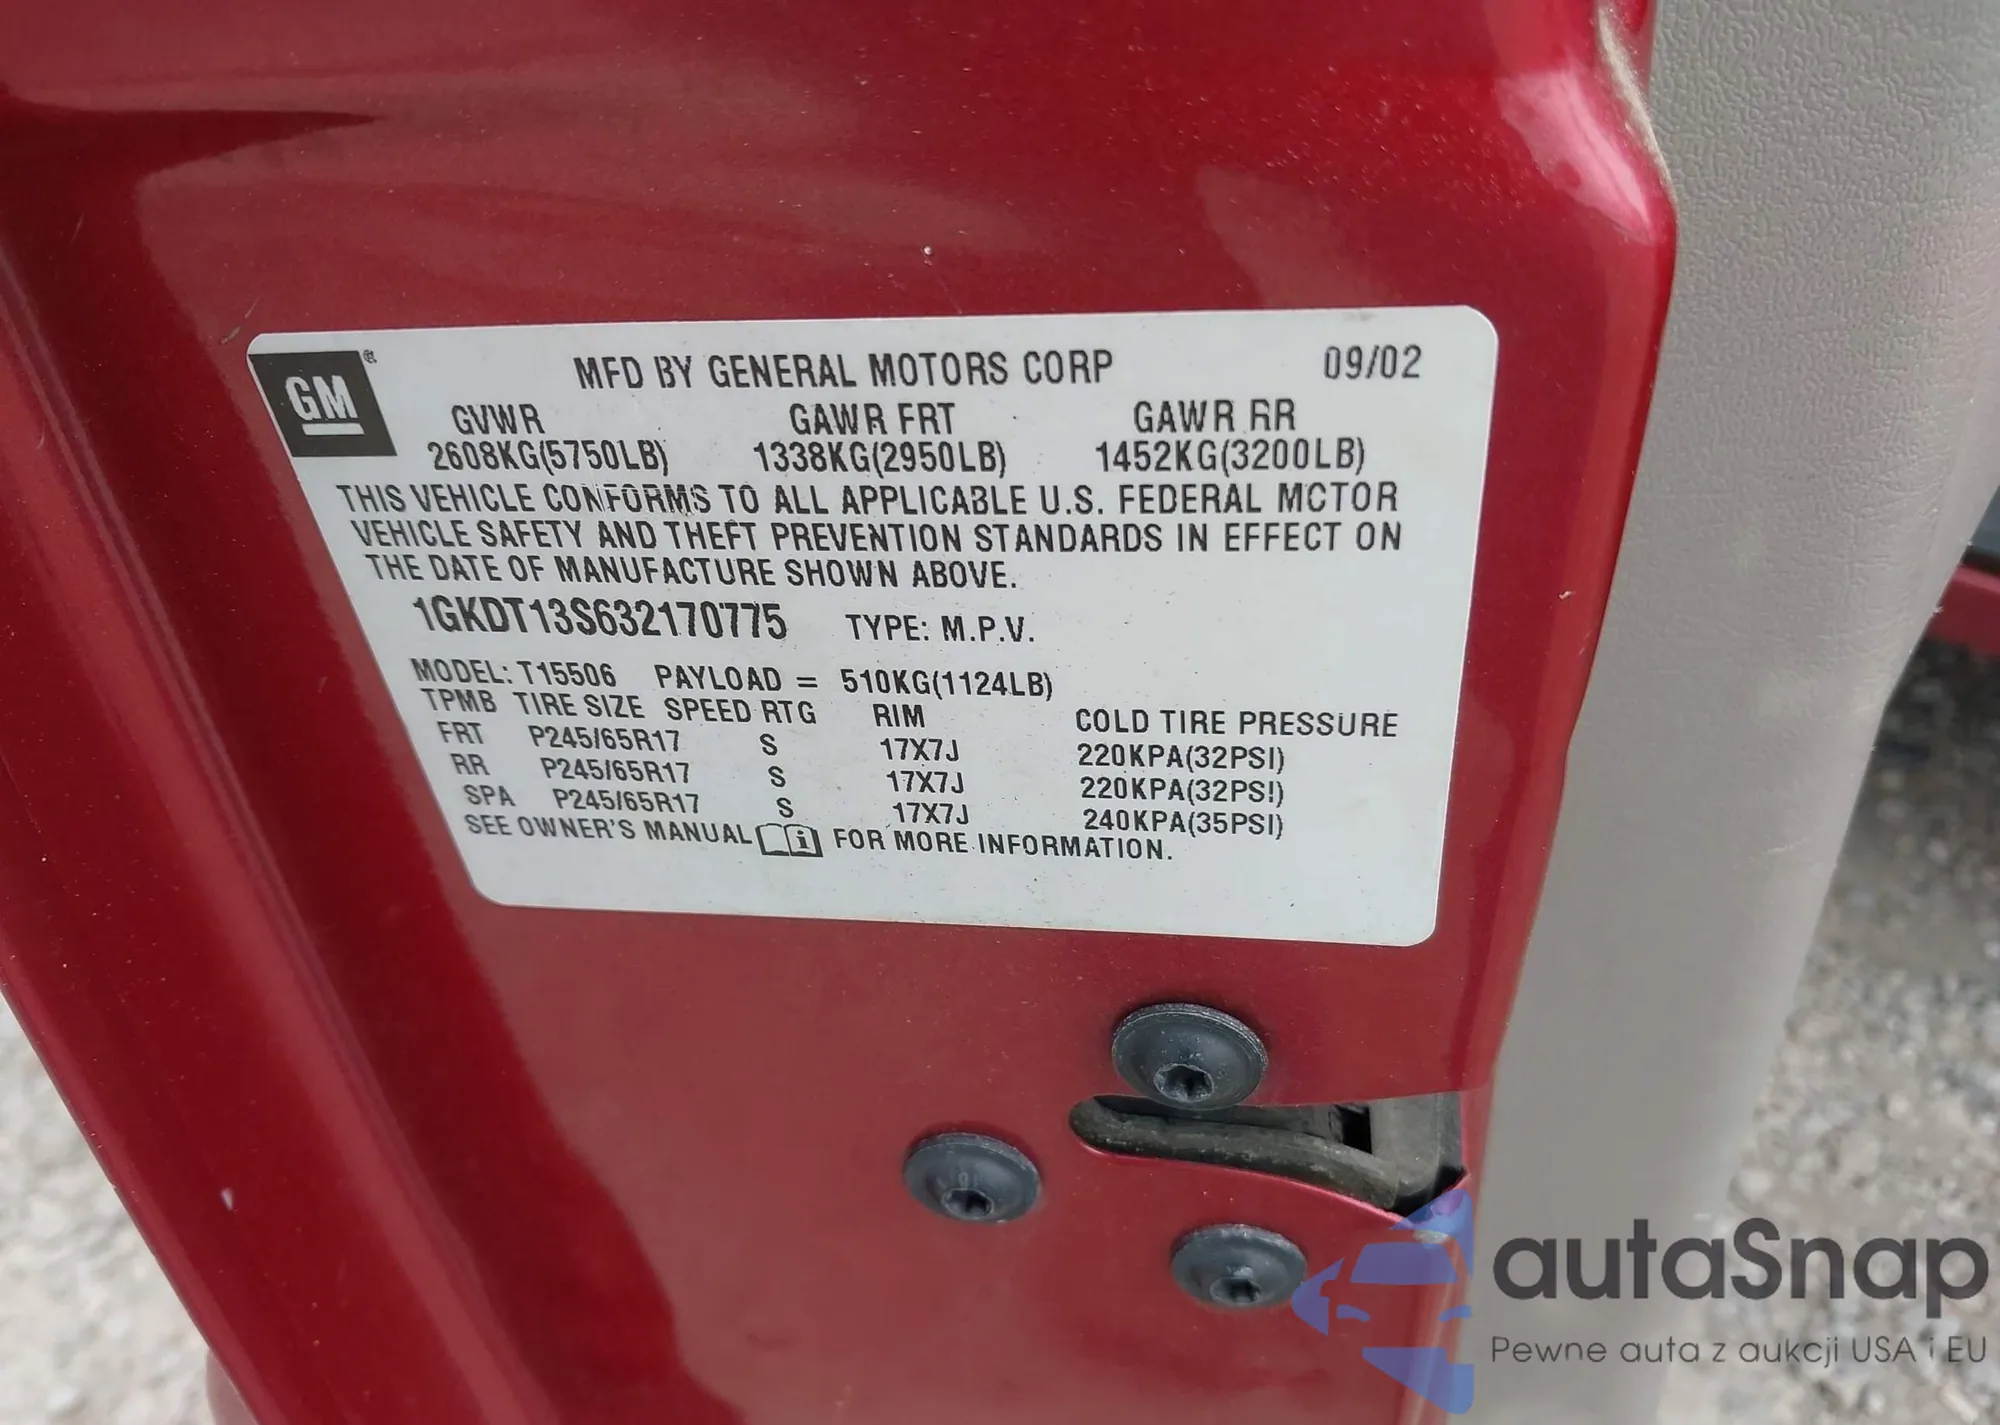 GM ®
MFD BY GENERAL MOTORS CORP 09/02
GVWR GAWR FRT GAWR RR
2608KG(5750LB) 1338KG(2950LB) 1452KG(3200LB)
THIS VEHICLE CONFORMS TO ALL APPLICABLE U.S. FEDERAL MOTOR
VEHICLE SAFETY AND THEFT PREVENTION STANDARDS IN EFFECT ON
THE DATE OF MANUFACTURE SHOWN ABOVE.
1GKDT13S632170775 TYPE: M.P.V.
MODEL: T15506 PAYLOAD = 510KG(1124LB)
TPMB TIRE SIZE SPEED RTG RIM COLD TIRE PRESSURE
FRT P245/65R17 S 17X7J 220KPA(32PSI)
RR P245/65R17 S 17X7J 220KPA(32PSI)
SPA P245/65R17 S 17X7J 240KPA(35PSI)
SEE OWNER'S MANUAL i FOR MORE INFORMATION.
autaSnap
Pewne auta z aukcji USA i EU